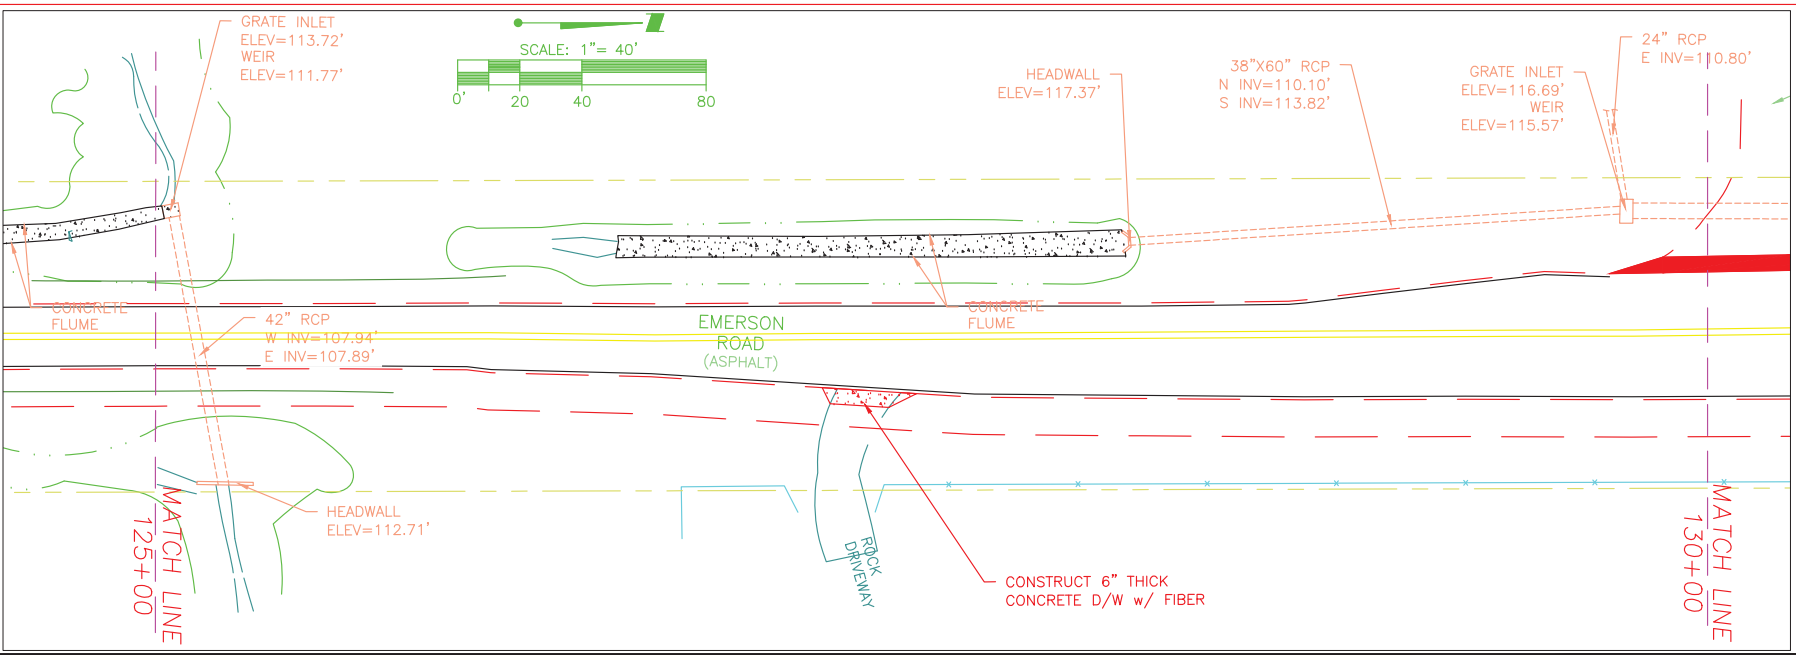 GRATE INLET
ELEV=113.72'
WEIR
ELEV=111.77'
SCALE: 1"= 40'
0' 20 40 80
HEADWALL
ELEV=117.37'
38"X60" RCP
N INV=110.10'
S INV=113.82'
GRATE INLET
ELEV=116.69'
WEIR
ELEV=115.57'
24" RCP
E INV=110.80'
CONCRETE
FLUME
42" RCP
W INV=107.94'
E INV=107.89'
EMERSON
ROAD
(ASPHALT)
CONCRETE
FLUME
HEADWALL
ELEV=112.71'
MATCH LINE
125+00
ROCK
DRIVEWAY
CONSTRUCT 6" THICK
CONCRETE D/W w/ FIBER
MATCH LINE
130+00